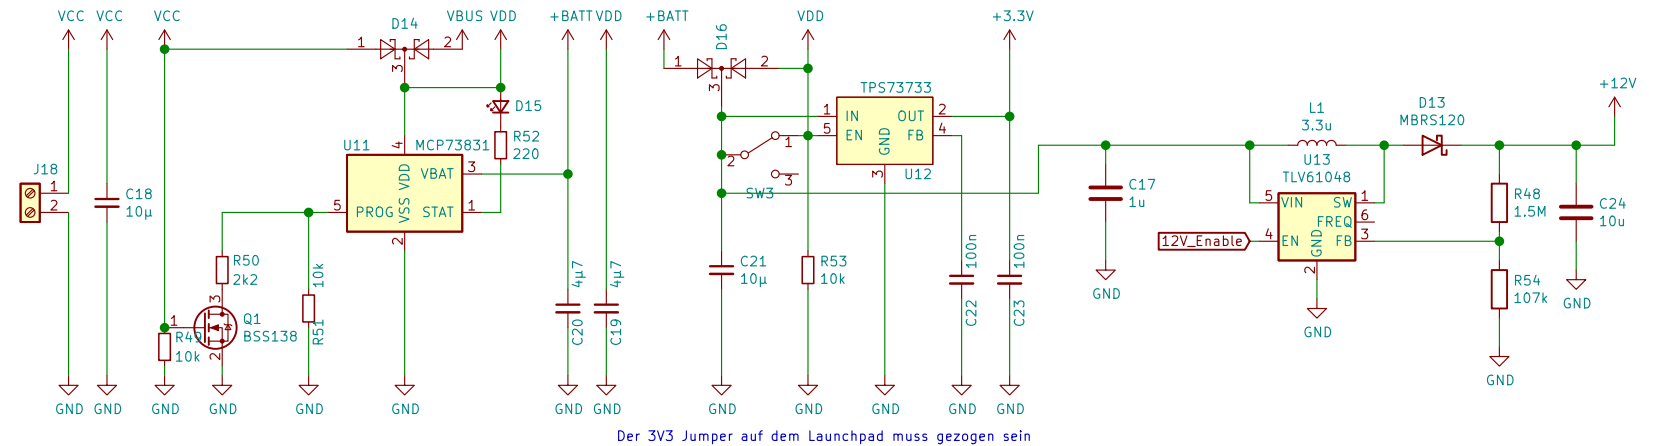 VCC
VCC
VCC
D14
VBUS
VDD
+BATT
VDD
+BATT
D16
VDD
+3.3V
1
2
3
1
2
3
D15
R52
220
U11
MCP73831
4
VDD
VBAT
3
5
PROG
VSS
STAT
1
2
J18
1
2
C18
10µ
R50
2k2
10k
R51
3
1
Q1
BSS138
2
R49
10k
4µ7
C20
4µ7
C19
TPS73733
1
IN
OUT
2
5
EN
FB
4
GND
3
U12
1
2
3
SW3
C21
10µ
R53
10k
100n
C22
100n
C23
C17
1u
GND
L1
3.3u
U13
TLV61048
5
VIN
SW
1
FREQ
6
4
EN
FB
3
GND
2
12V_Enable
GND
D13
MBRS120
+12V
R48
1.5M
R54
107k
GND
C24
10u
GND
GND
GND
GND
GND
GND
GND
GND
GND
GND
GND
GND
GND
GND
Der 3V3 Jumper auf dem Launchpad muss gezogen sein